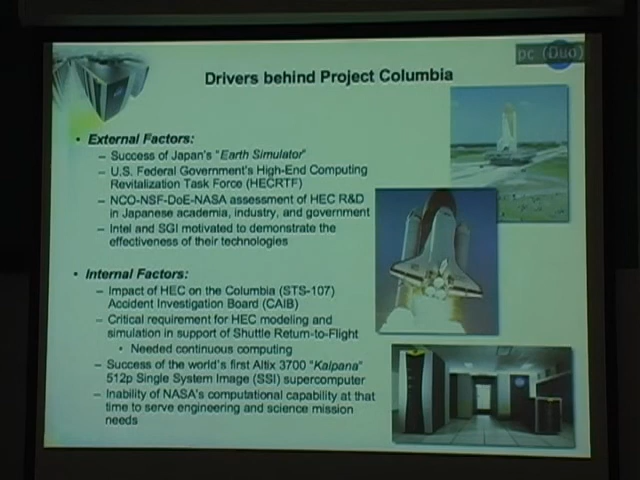 pc (Duo)
Drivers behind Project Columbia
• External Factors:
– Success of Japan's "Earth Simulator"
– U.S. Federal Government's High-End Computing
Revitalization Task Force (HECRTF)
– NCO-NSF-DoE-NASA assessment of HEC R&D
in Japanese academia, industry, and government
– Intel and SGI motivated to demonstrate the
effectiveness of their technologies
• Internal Factors:
– Impact of HEC on the Columbia (STS-107)
Accident Investigation Board (CAIB)
– Critical requirement for HEC modeling and
simulation in support of Shuttle Return-to-Flight
• Needed continuous computing
– Success of the world's first Altix 3700 "Kalpana"
512p Single System Image (SSI) supercomputer
– Inability of NASA's computational capability at that
time to serve engineering and science mission
needs